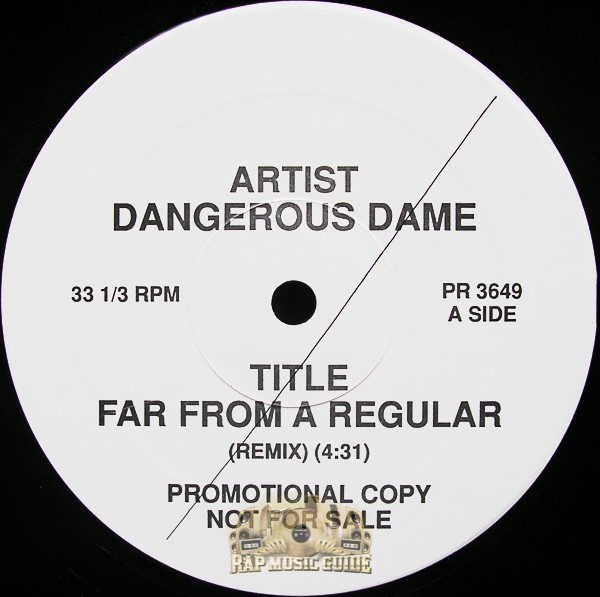 ARTIST
DANGEROUS DAME
33 1/3 RPM
PR 3649
A SIDE
TITLE
FAR FROM A REGULAR
(REMIX) (4:31)
PROMOTIONAL COPY
NOT FOR SALE
RAP MUSIC GUIDE